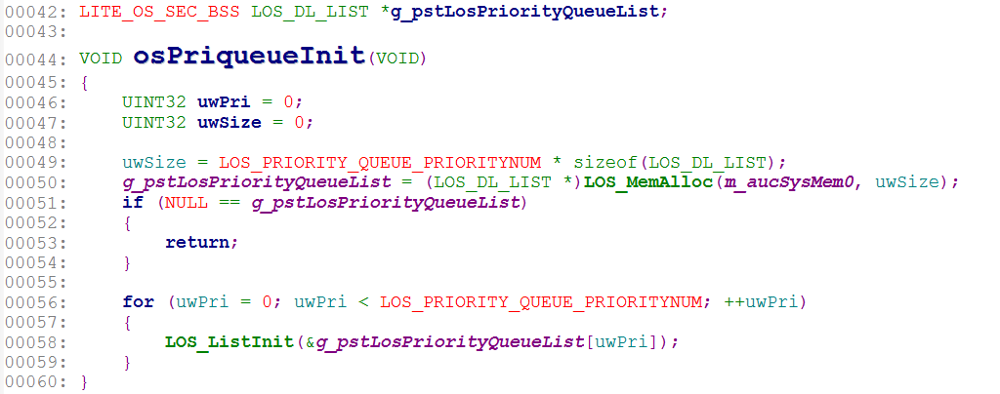 00042: LITE_OS_SEC_BSS LOS_DL_LIST *g_pstLosPriorityQueueList;
00043:
00044: VOID osPriqueueInit(VOID)
00045: {
00046:     UINT32 uwPri = 0;
00047:     UINT32 uwSize = 0;
00048:
00049:     uwSize = LOS_PRIORITY_QUEUE_PRIORITYNUM * sizeof(LOS_DL_LIST);
00050:     g_pstLosPriorityQueueList = (LOS_DL_LIST *)LOS_MemAlloc(m_aucSysMem0, uwSize);
00051:     if (NULL == g_pstLosPriorityQueueList)
00052:     {
00053:         return;
00054:     }
00055:
00056:     for (uwPri = 0; uwPri < LOS_PRIORITY_QUEUE_PRIORITYNUM; ++uwPri)
00057:     {
00058:         LOS_ListInit(&g_pstLosPriorityQueueList[uwPri]);
00059:     }
00060: }